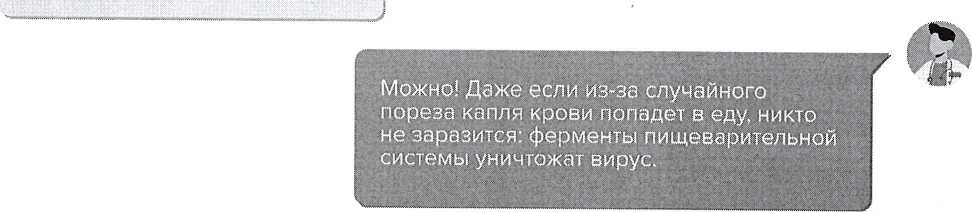 Можно! Даже если из-за случайного
пореза капля крови попадет в еду, никто
не заразится: ферменты пищеварительной
системы уничтожат вирус.